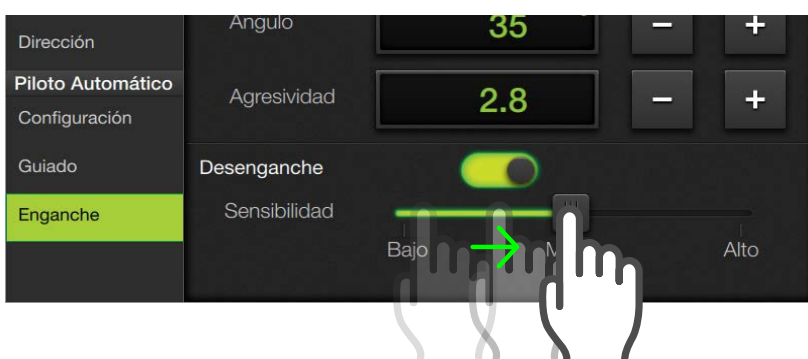 Dirección
Piloto Automático
Configuración
Guiado
Enganche
Angulo
35
−
+
Agresividad
2.8
−
+
Desenganche
Sensibilidad
Bajo
Alto